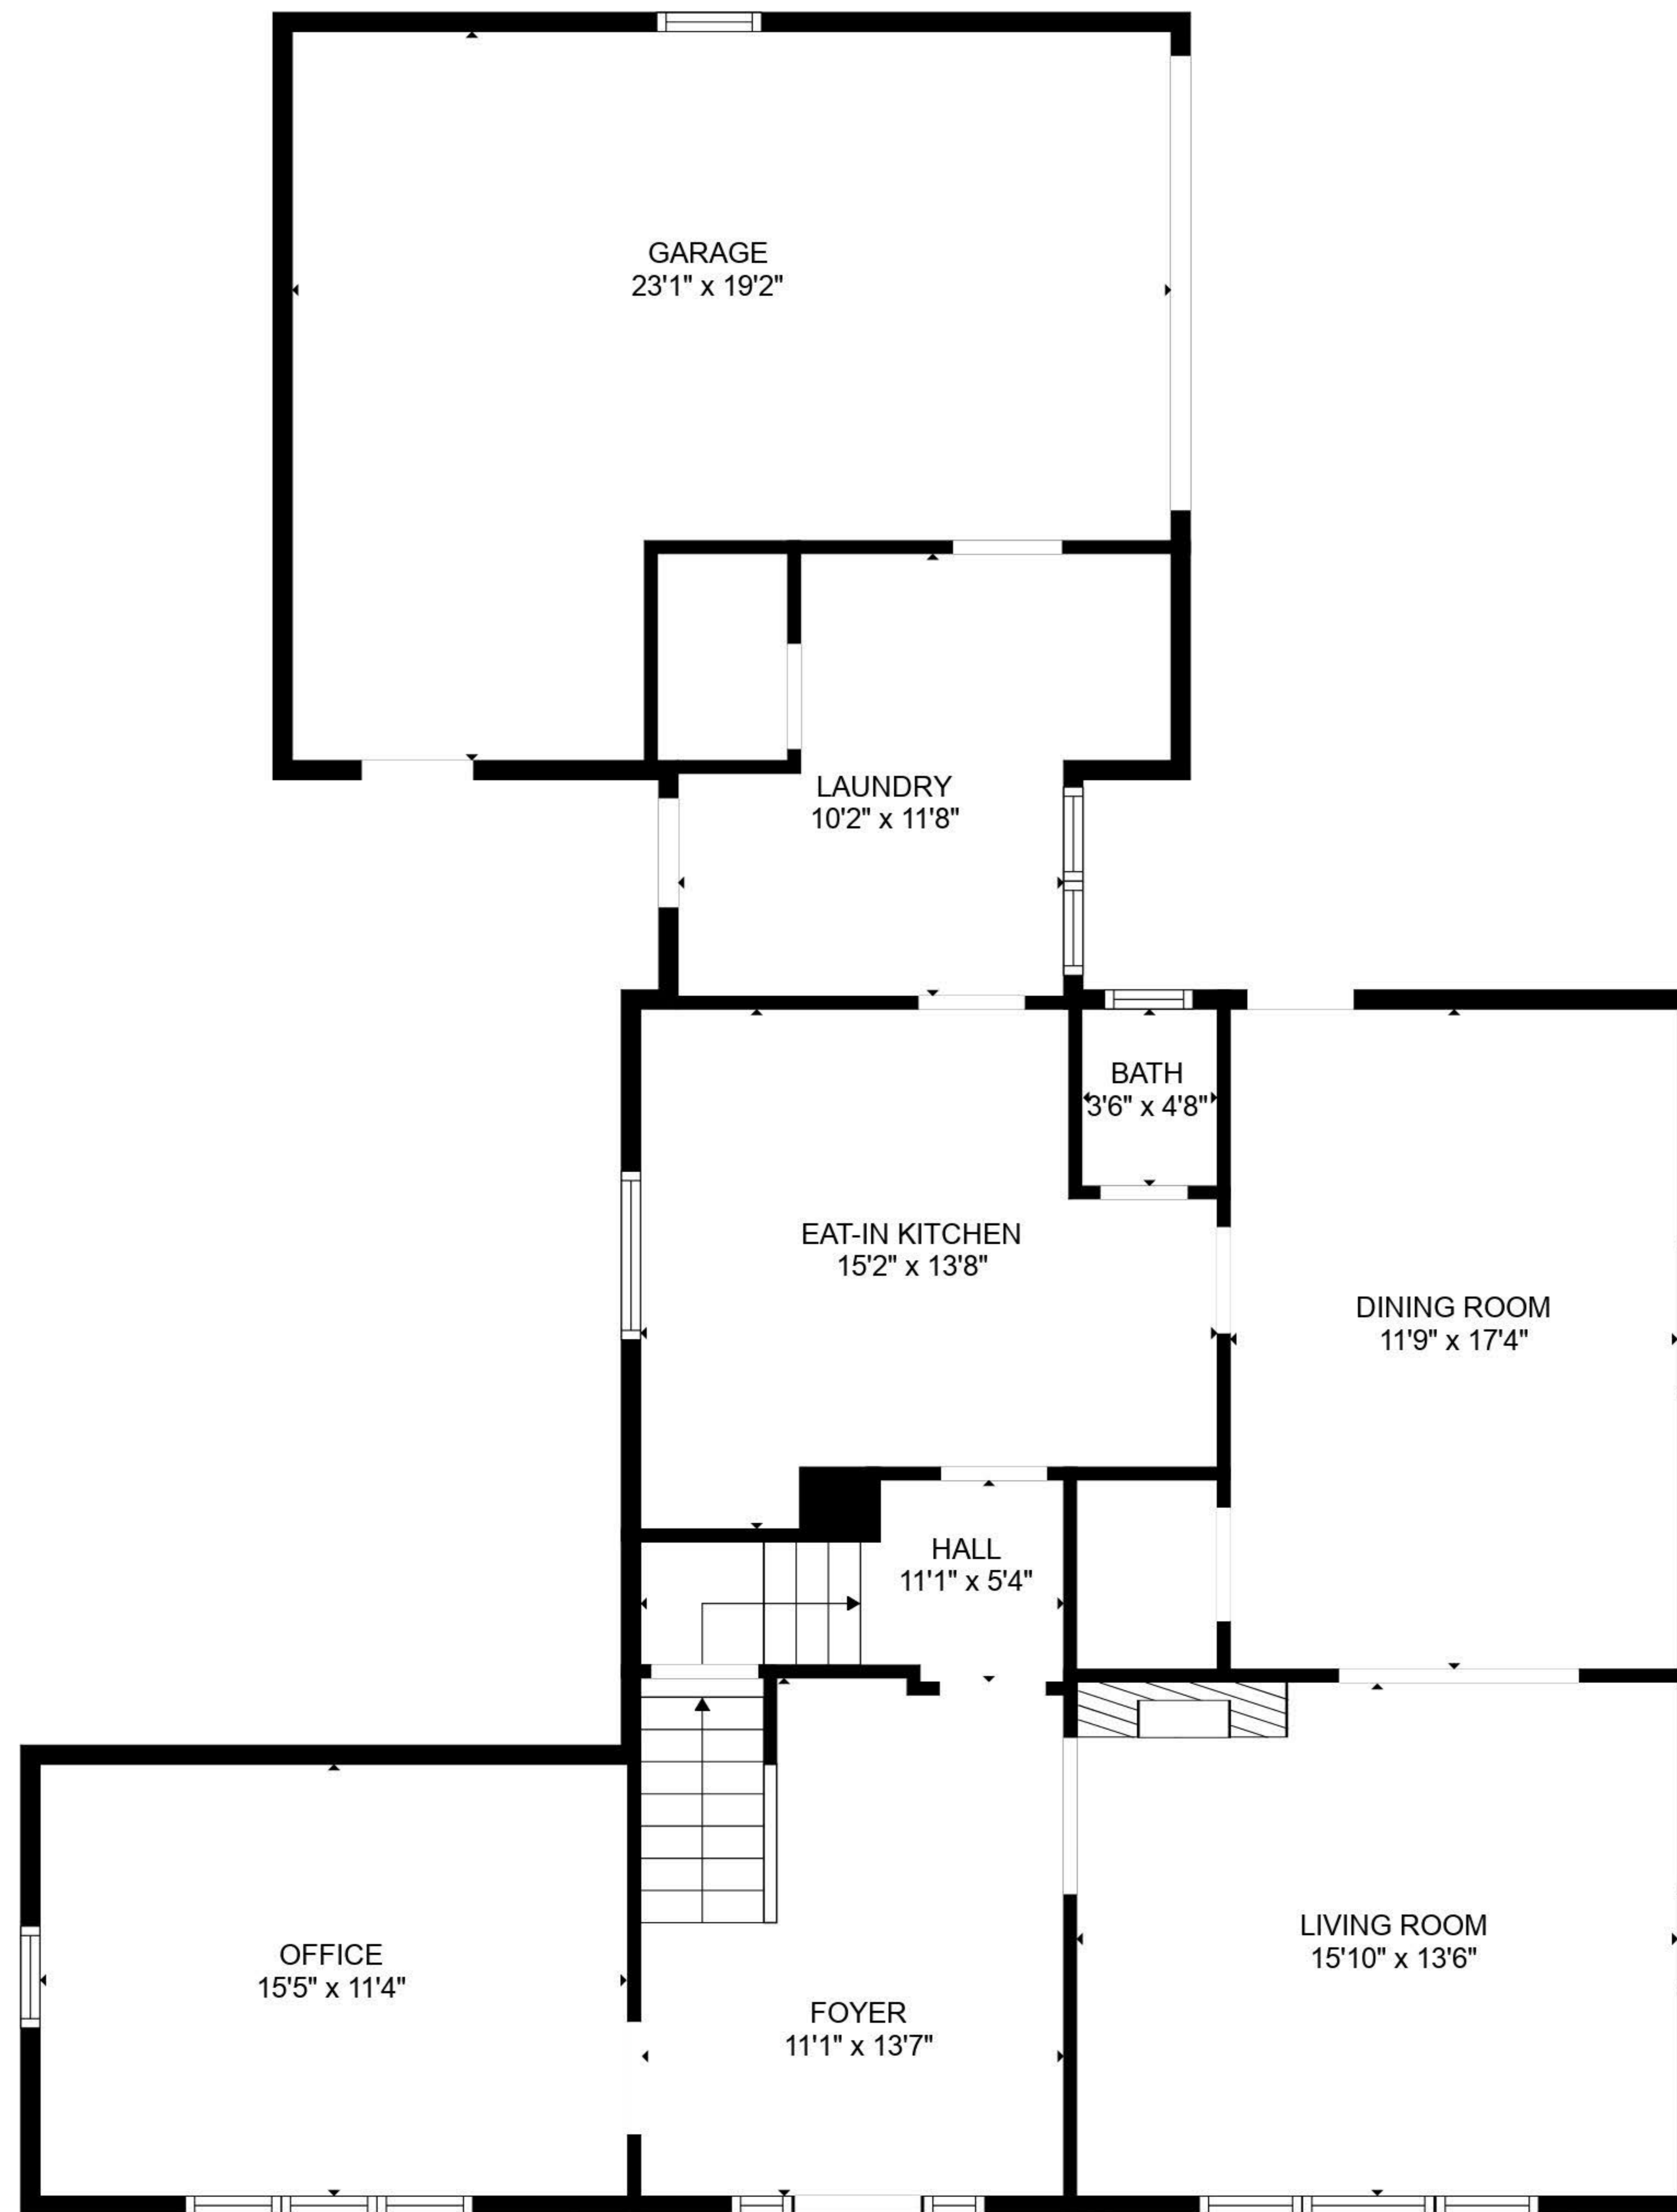 GARAGE
23'1" x 19'2"
LAUNDRY
10'2" x 11'8"
BATH
3'6" x 4'8"
EAT-IN KITCHEN
15'2" x 13'8"
DINING ROOM
11'9" x 17'4"
HALL
11'1" x 5'4"
LIVING ROOM
15'10" x 13'6"
OFFICE
15'5" x 11'4"
FOYER
11'1" x 13'7"